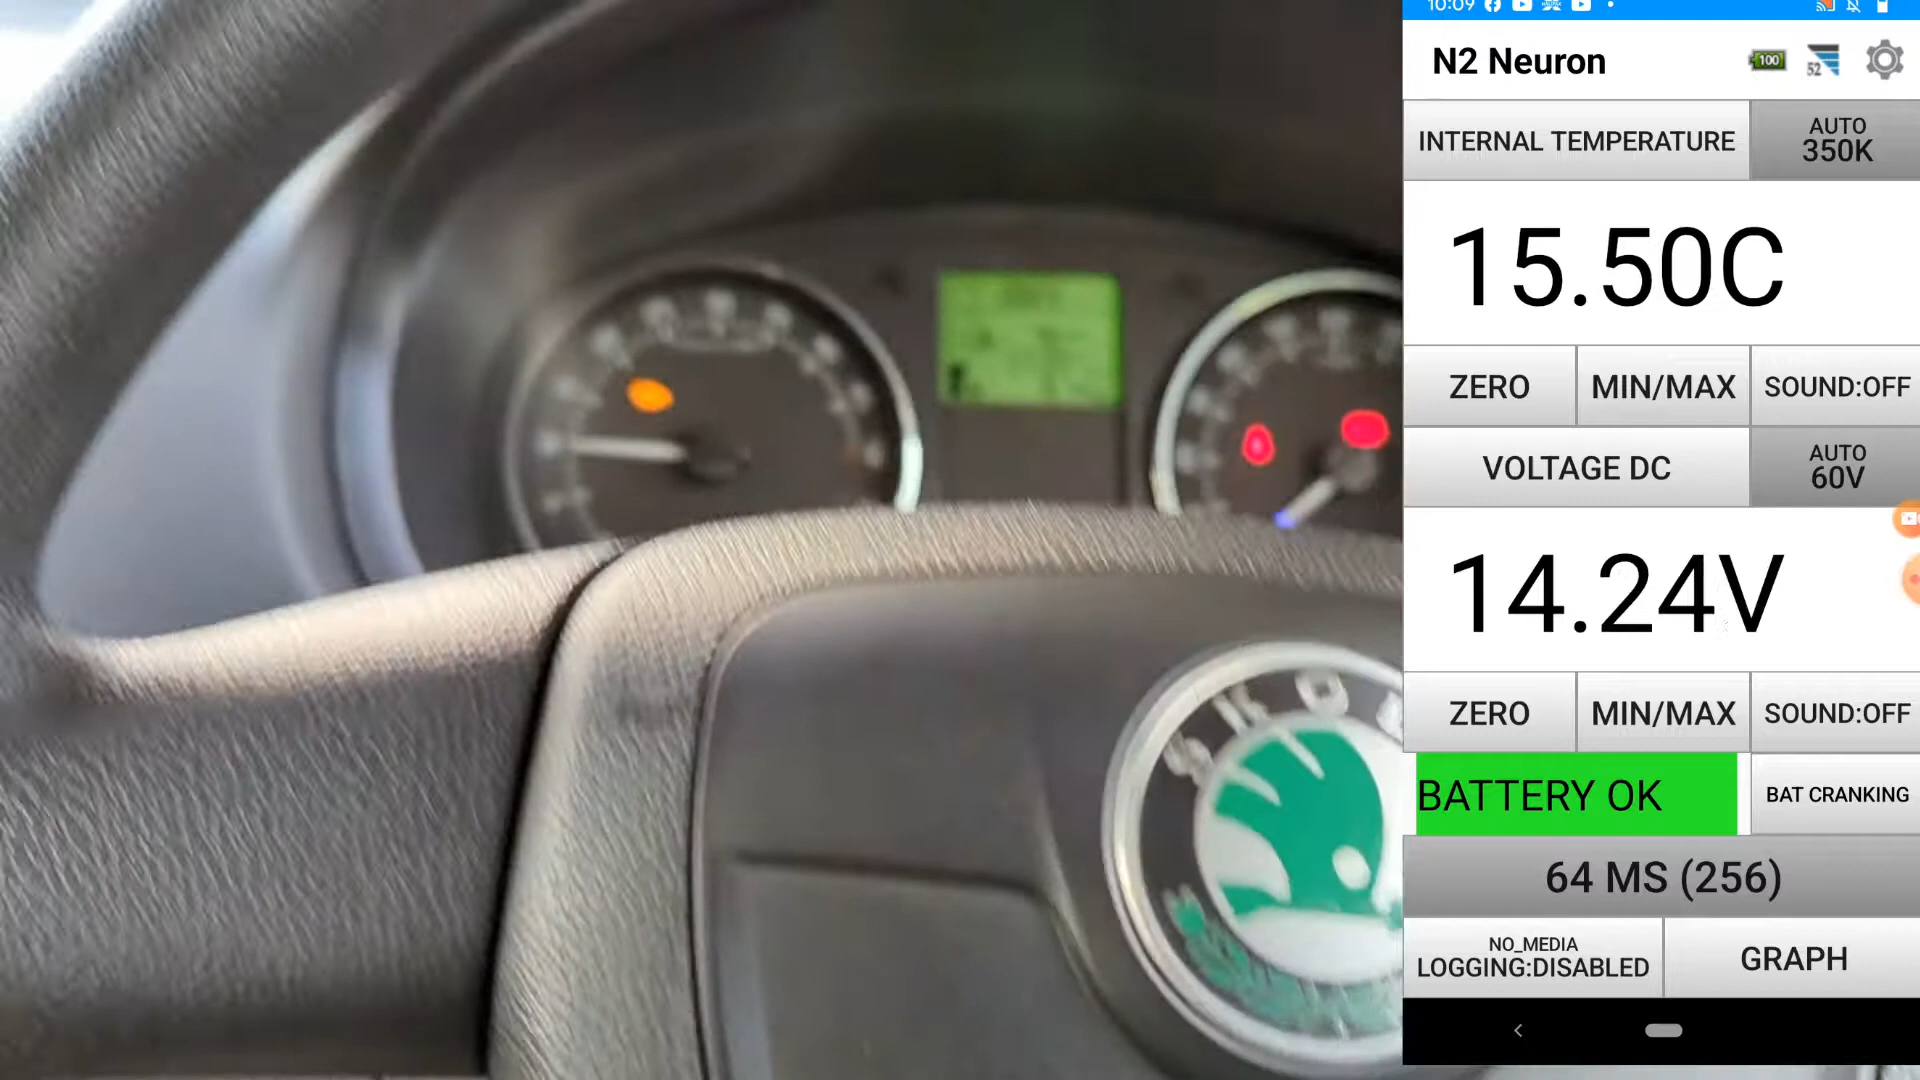 10:09
N2 Neuron
100
52
INTERNAL TEMPERATURE
AUTO
350K
15.50C
ZERO
MIN/MAX
SOUND:OFF
VOLTAGE DC
AUTO
60V
14.24V
ZERO
MIN/MAX
SOUND:OFF
BATTERY OK
BAT CRANKING
64 MS (256)
NO_MEDIA
LOGGING:DISABLED
GRAPH
SKO